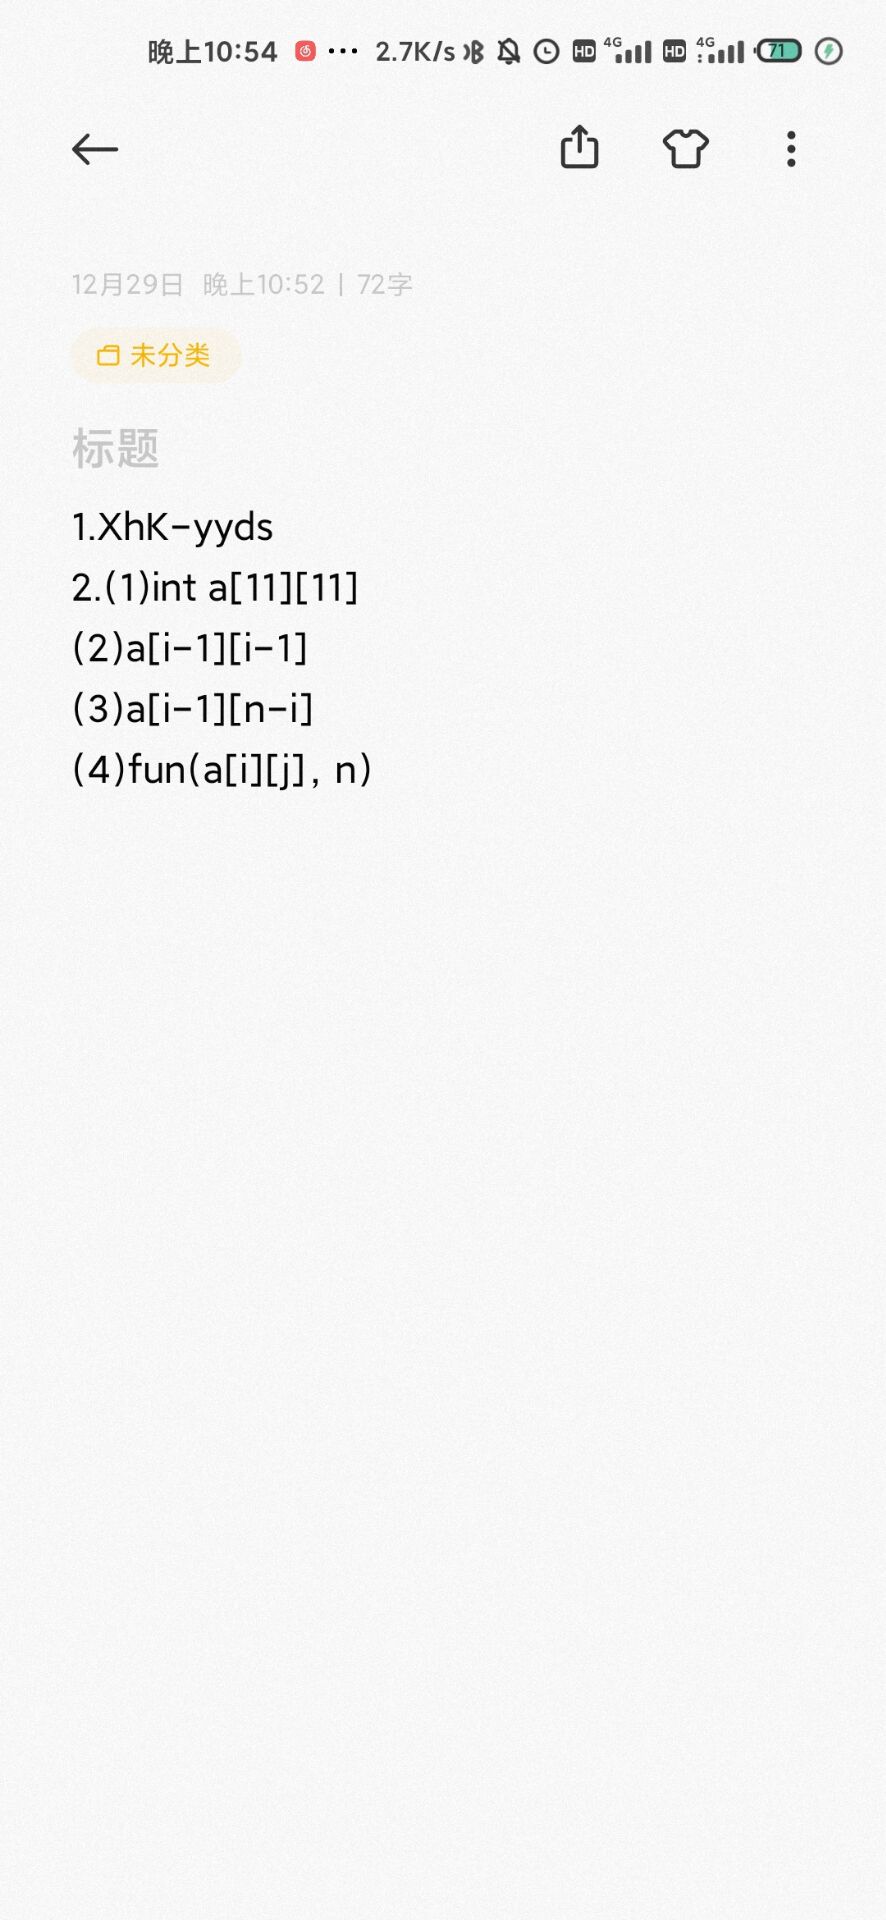 晚上10:54 ··· 2.7K/s HD 4G HD 4G 71
12月29日 晚上10:52 | 72字
未分类
标题
1.XhK-yyds
2.(1)int a[11][11]
(2)a[i-1][i-1]
(3)a[i-1][n-i]
(4)fun(a[i][j], n)